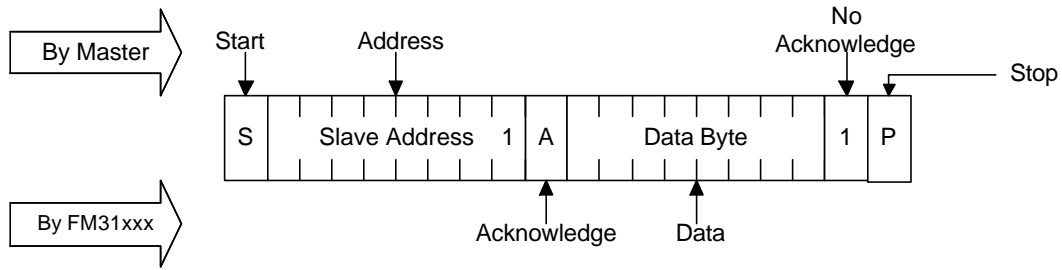 No
Start
Address
Acknowledge
By Master
Stop
S
Slave Address
1
A
Data Byte
1
P
By FM31xxx
Acknowledge
Data